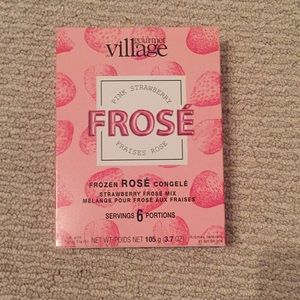 gourmet
village
PINK STRAWBERRY
FROSÉ
FRAISES ROSE
FROZEN ROSÉ CONGELÉ
STRAWBERRY FROSE MIX
MÉLANGE POUR FROSÉ AUX FRAISES
SERVINGS 6 PORTIONS
NET WT/POIDS NET 105 g (3.7 OZ)